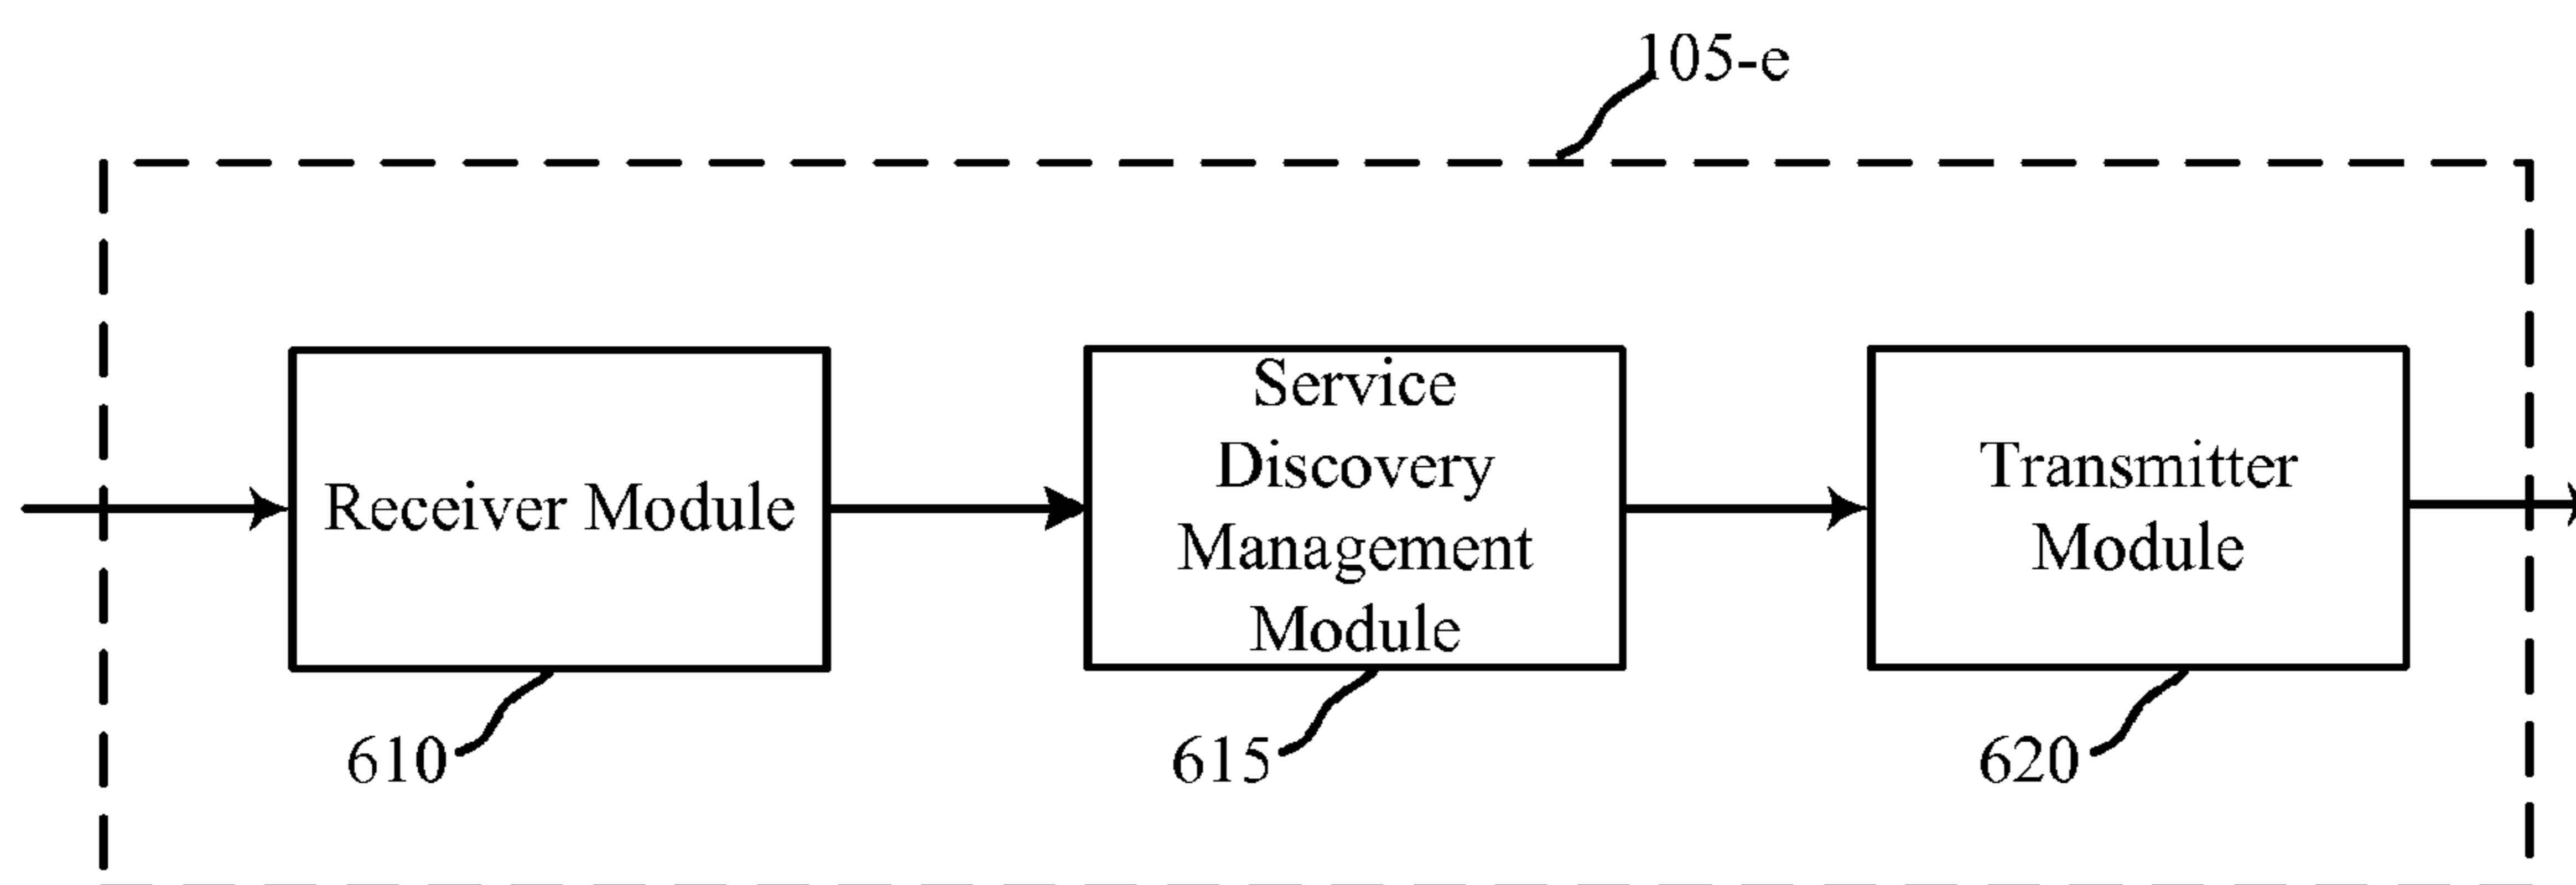 105-e
Receiver Module
Service
Discovery
Management
Module
Transmitter
Module
610
615
620